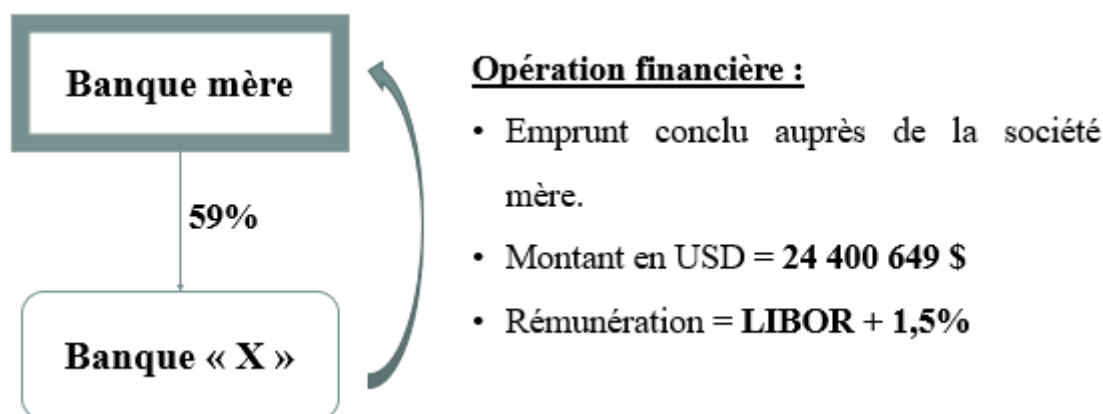 Banque mère
59%
Banque « X »
Opération financière :
• Emprunt conclu auprès de la société
mère.
• Montant en USD = 24 400 649 $
• Rémunération = LIBOR + 1,5%